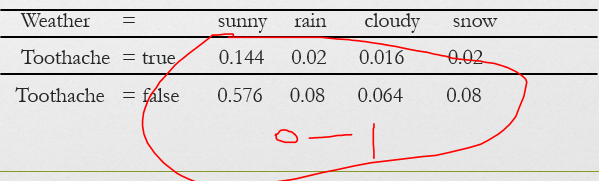 Weather = sunny rain cloudy snow
Toothache = true 0.144 0.02 0.016 0.02
Toothache = false 0.576 0.08 0.064 0.08
0 — 1